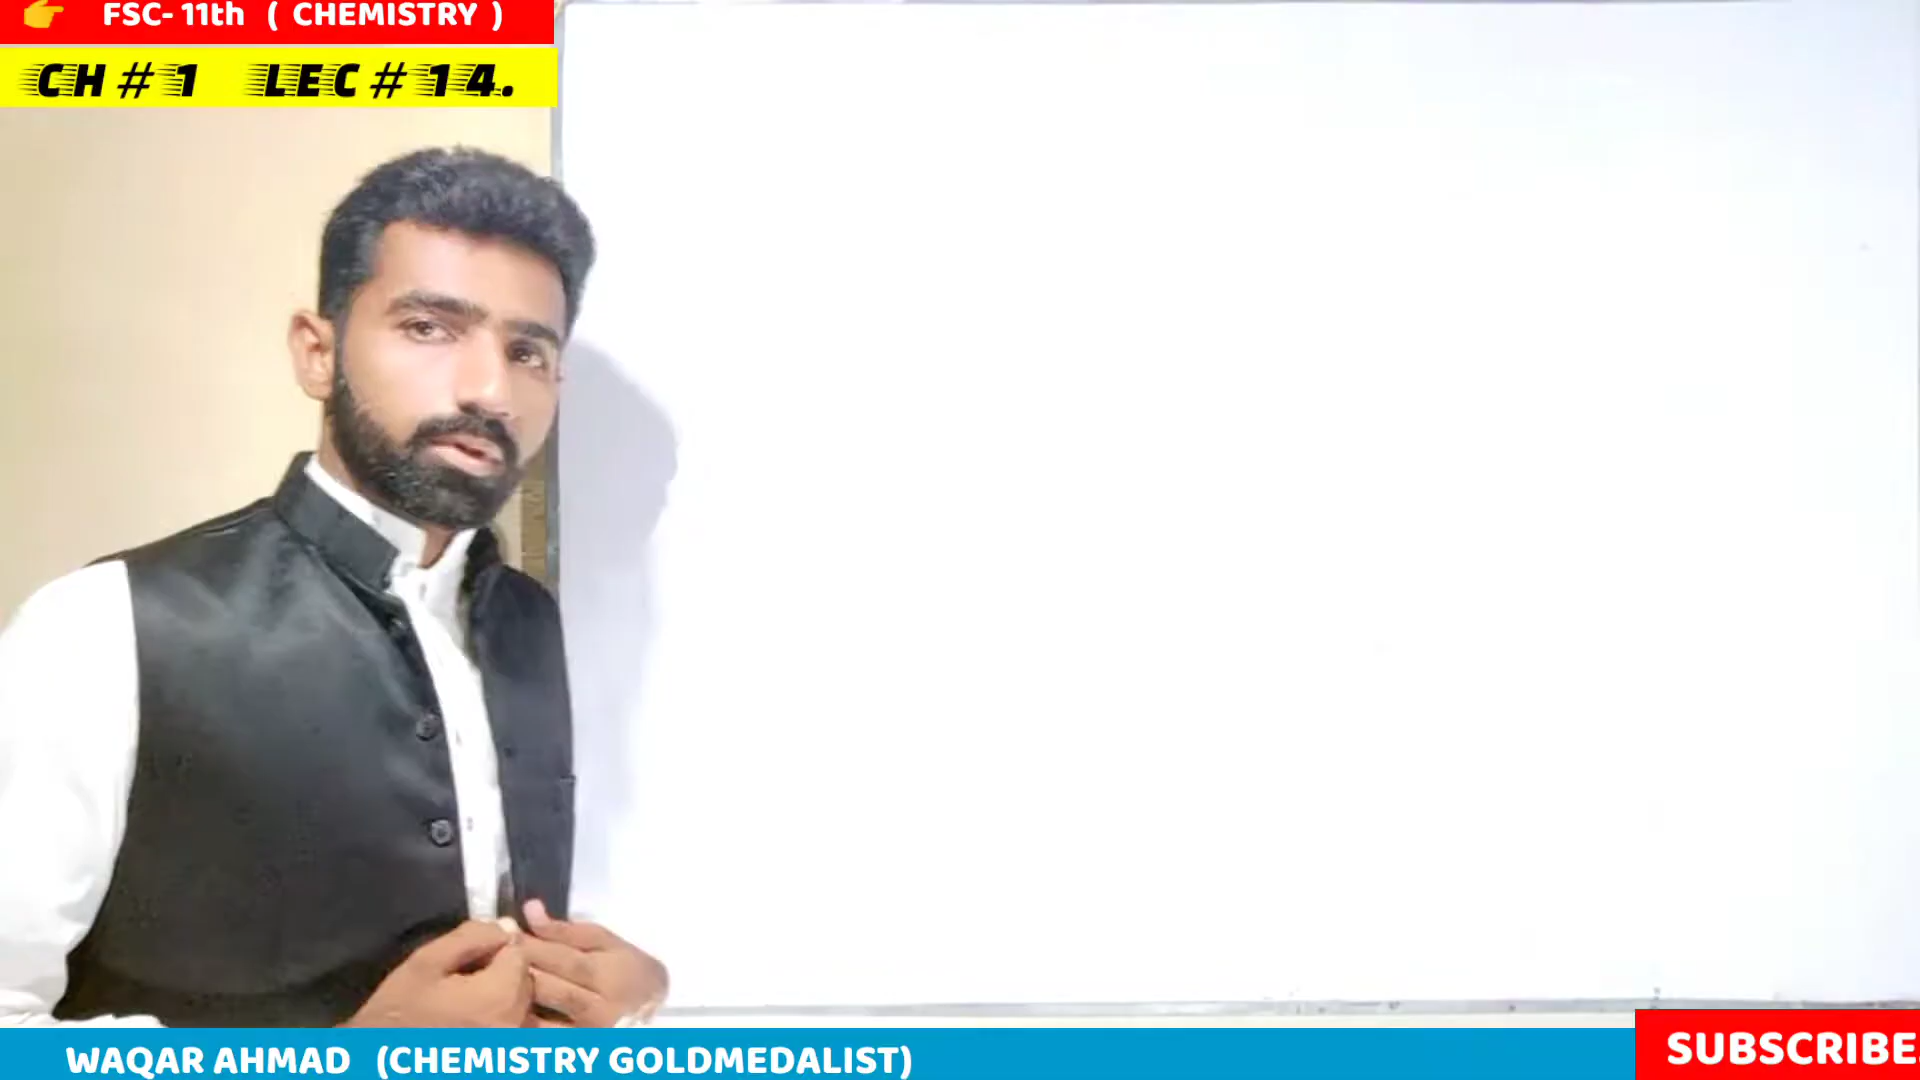 👉 FSC- 11th ( CHEMISTRY )
CH # 1 LEC # 14.
WAQAR AHMAD (CHEMISTRY GOLDMEDALIST)
SUBSCRIBE